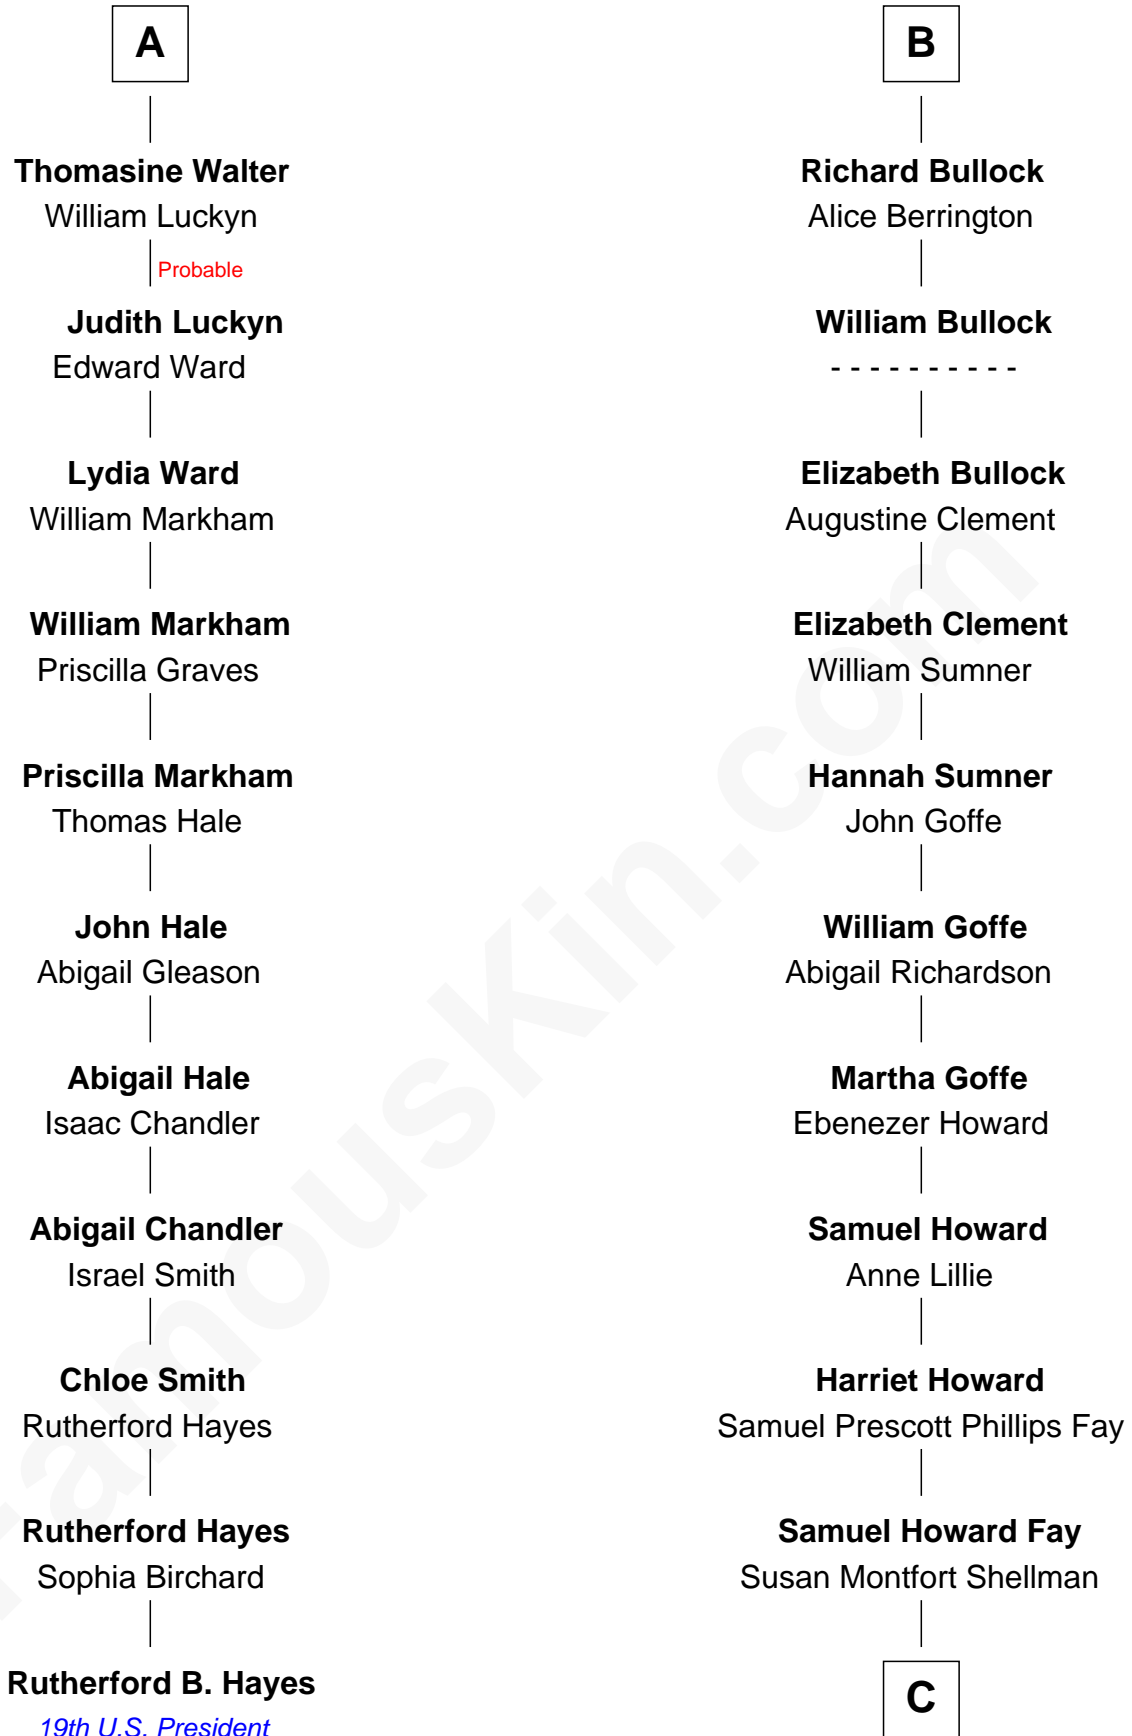 A
Thomasine Walter
William Luckyn
Probable
Judith Luckyn
Edward Ward
Lydia Ward
William Markham
William Markham
Priscilla Graves
Priscilla Markham
Thomas Hale
John Hale
Abigail Gleason
Abigail Hale
Isaac Chandler
Abigail Chandler
Israel Smith
Chloe Smith
Rutherford Hayes
Rutherford Hayes
Sophia Birchard
Rutherford B. Hayes
19th U.S. President
B
Richard Bullock
Alice Berrington
William Bullock
- - - - - - - - - -
Elizabeth Bullock
Augustine Clement
Elizabeth Clement
William Sumner
Hannah Sumner
John Goffe
William Goffe
Abigail Richardson
Martha Goffe
Ebenezer Howard
Samuel Howard
Anne Lillie
Harriet Howard
Samuel Prescott Phillips Fay
Samuel Howard Fay
Susan Montfort Shellman
C
FamousKin.com